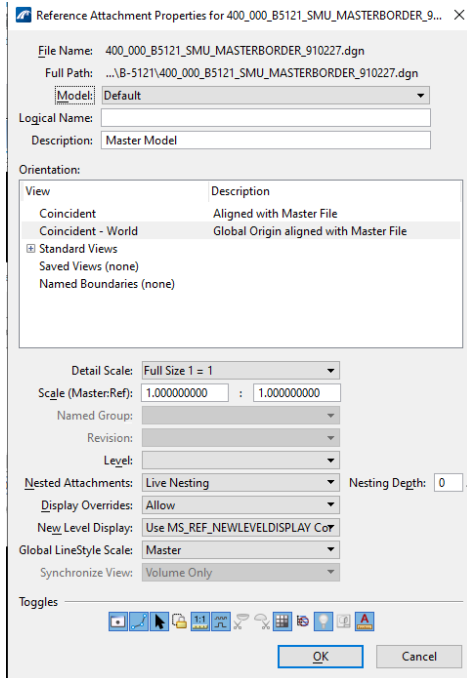 Reference Attachment Properties for 400_000_B5121_SMU_MASTERBORDER_9...
File Name: 400_000_B5121_SMU_MASTERBORDER_910227.dgn
Full Path: ...\B-5121\400_000_B5121_SMU_MASTERBORDER_910227.dgn
Model: Default
Logical Name:
Description: Master Model
Orientation:
View Description
Coincident Aligned with Master File
Coincident - World Global Origin aligned with Master File
Standard Views
Saved Views (none)
Named Boundaries (none)
Detail Scale: Full Size 1 = 1
Scale (Master:Ref): 1.000000000 : 1.000000000
Named Group:
Revision:
Level:
Nested Attachments: Live Nesting Nesting Depth: 0
Display Overrides: Allow
New Level Display: Use MS_REF_NEWLEVELDISPLAY Co
Global LineStyle Scale: Master
Synchronize View: Volume Only
Toggles
1:1 A
OK Cancel